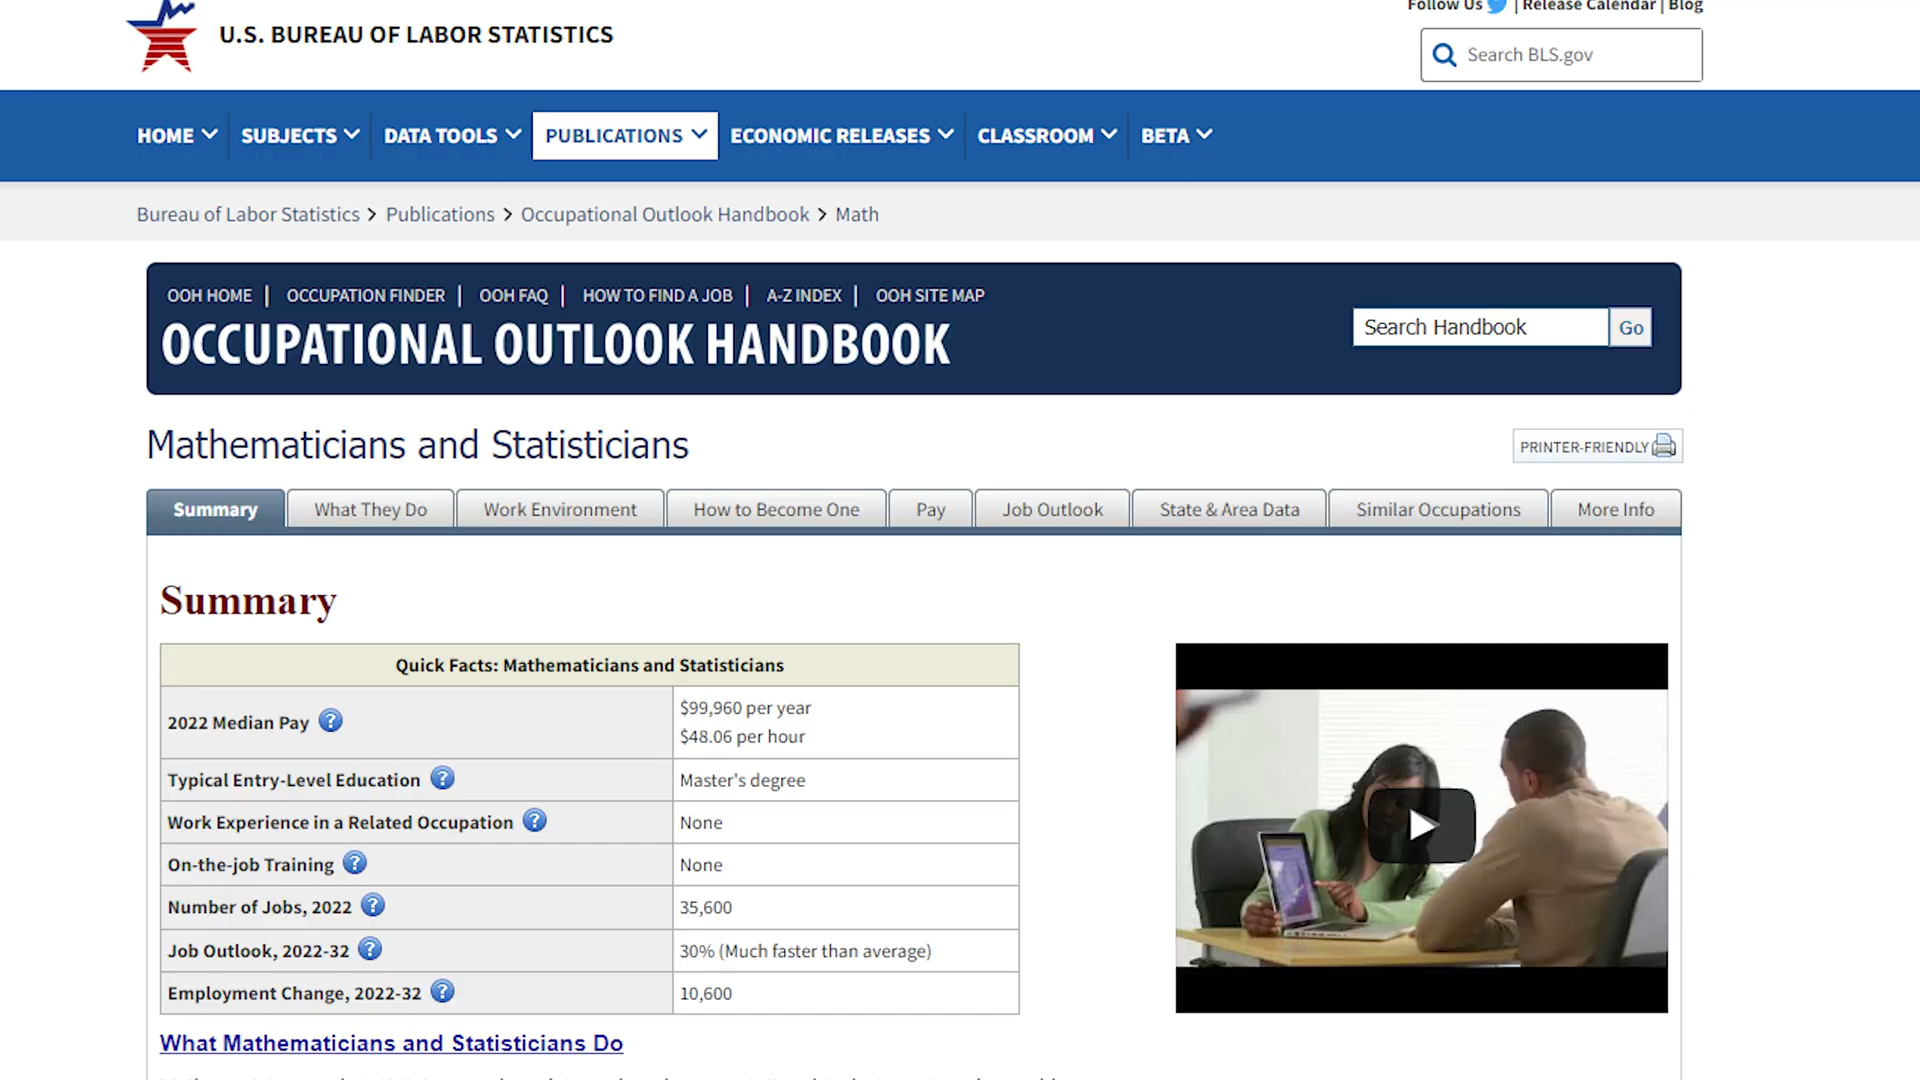 Follow Us | Release Calendar | Blog
U.S. BUREAU OF LABOR STATISTICS
Search BLS.gov
HOME SUBJECTS DATA TOOLS PUBLICATIONS ECONOMIC RELEASES CLASSROOM BETA
Bureau of Labor Statistics > Publications > Occupational Outlook Handbook > Math
OOH HOME | OCCUPATION FINDER | OOH FAQ | HOW TO FIND A JOB | A-Z INDEX | OOH SITE MAP
OCCUPATIONAL OUTLOOK HANDBOOK
Search Handbook Go
Mathematicians and Statisticians
PRINTER-FRIENDLY
Summary What They Do Work Environment How to Become One Pay Job Outlook State & Area Data Similar Occupations More Info
Summary
Quick Facts: Mathematicians and Statisticians
2022 Median Pay ? $99,960 per year
$48.06 per hour
Typical Entry-Level Education ? Master's degree
Work Experience in a Related Occupation ? None
On-the-job Training ? None
Number of Jobs, 2022 ? 35,600
Job Outlook, 2022-32 ? 30% (Much faster than average)
Employment Change, 2022-32 ? 10,600
What Mathematicians and Statisticians Do